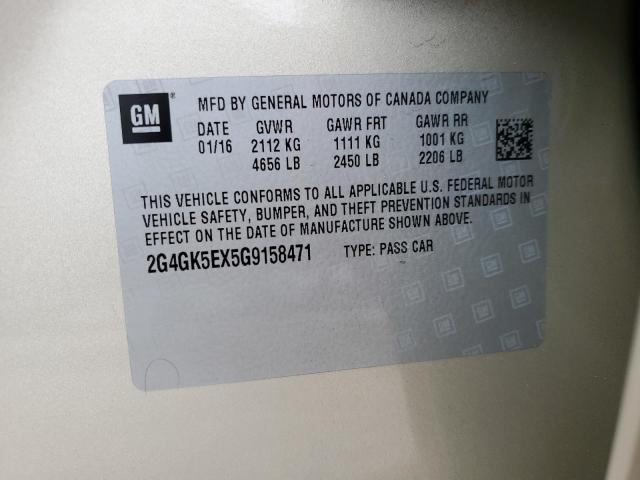 GM
MFD BY GENERAL MOTORS OF CANADA COMPANY
DATE GVWR GAWR FRT GAWR RR
01/16 2112 KG 1111 KG 1001 KG
4656 LB 2450 LB 2206 LB
THIS VEHICLE CONFORMS TO ALL APPLICABLE U.S. FEDERAL MOTOR
VEHICLE SAFETY, BUMPER, AND THEFT PREVENTION STANDARDS IN
EFFECT ON THE DATE OF MANUFACTURE SHOWN ABOVE.
2G4GK5EX5G9158471 TYPE: PASS CAR